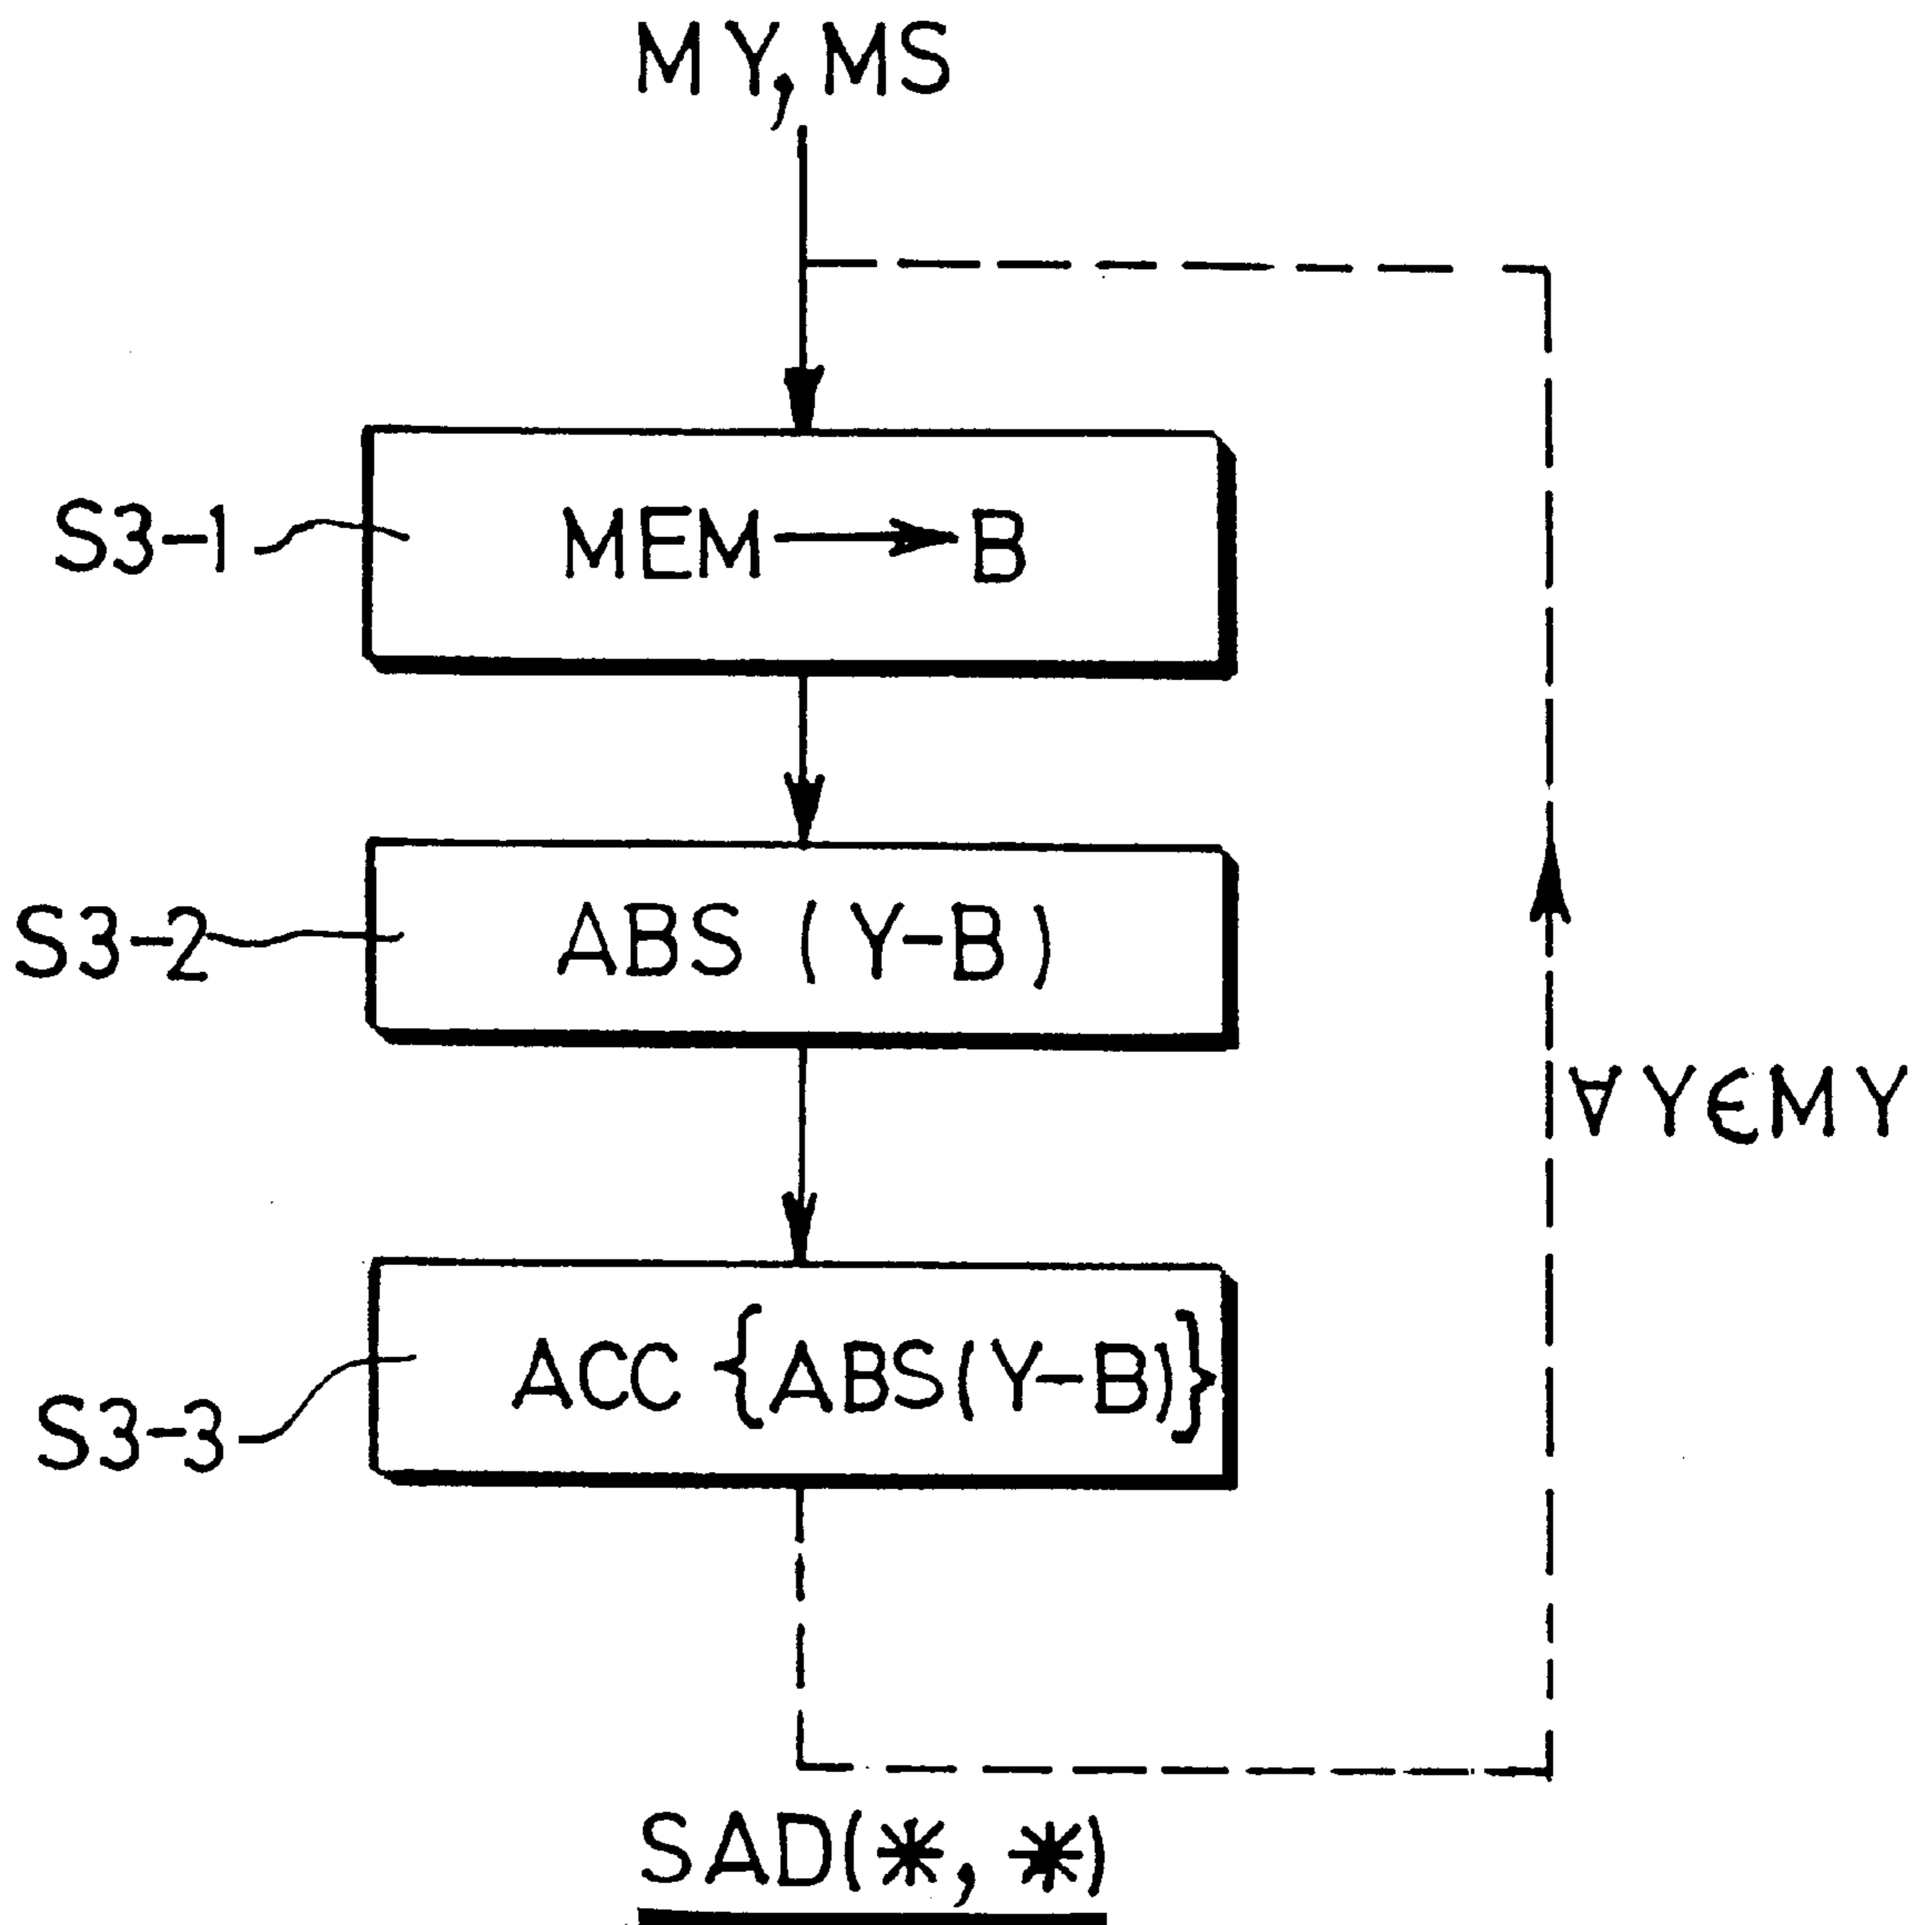 MY, MS
S3-1
MEM → B
S3-2
ABS (Y-B)
∀Y∈MY
S3-3
ACC {ABS(Y-B)}
SAD(*, *)